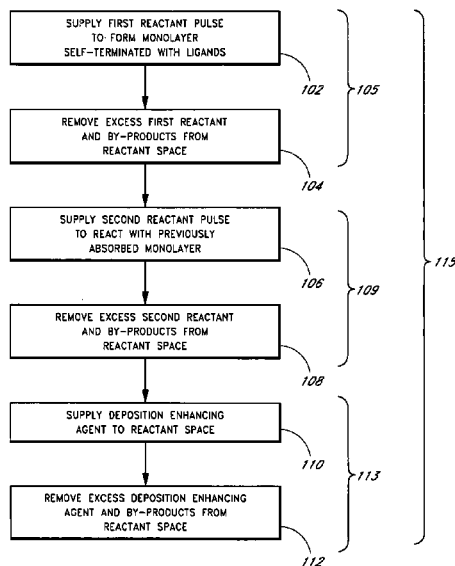 SUPPLY FIRST REACTANT PULSE
TO FORM MONOLAYER
SELF-TERMINATED WITH LIGANDS
102
105
REMOVE EXCESS FIRST REACTANT
AND BY-PRODUCTS FROM
REACTANT SPACE
104
SUPPLY SECOND REACTANT PULSE
TO REACT WITH PREVIOUSLY
ABSORBED MONOLAYER
106
109
115
REMOVE EXCESS SECOND REACTANT
AND BY-PRODUCTS FROM
REACTANT SPACE
108
SUPPLY DEPOSITION ENHANCING
AGENT TO REACTANT SPACE
110
113
REMOVE EXCESS DEPOSITION ENHANCING
AGENT AND BY-PRODUCTS FROM
REACTANT SPACE
112